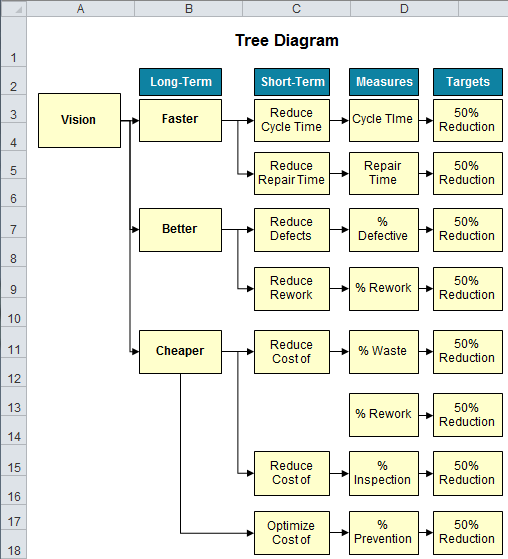 A B C D
Tree Diagram
1
2
Long-Term Short-Term Measures Targets
3
Vision
Faster
Reduce
Cycle Time
Cycle TIme
50%
Reduction
4
5
Reduce
Repair Time
Repair
Time
50%
Reduction
6
7
Better
Reduce
Defects
%
Defective
50%
Reduction
8
9
Reduce
Rework
% Rework
50%
Reduction
10
11
Cheaper
Reduce
Cost of
% Waste
50%
Reduction
12
13
% Rework
50%
Reduction
14
15
Reduce
Cost of
%
Inspection
50%
Reduction
16
17
Optimize
Cost of
%
Prevention
50%
Reduction
18